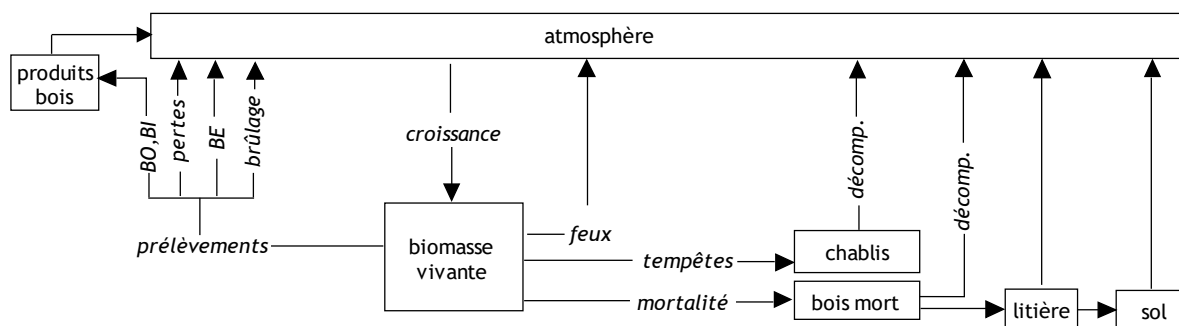 atmosphère
produits
bois
BO,BI
pertes
BE
brûlage
croissance
décomp.
décomp.
prélèvements
biomasse
vivante
feux
tempêtes
chablis
mortalité
bois mort
litière
sol